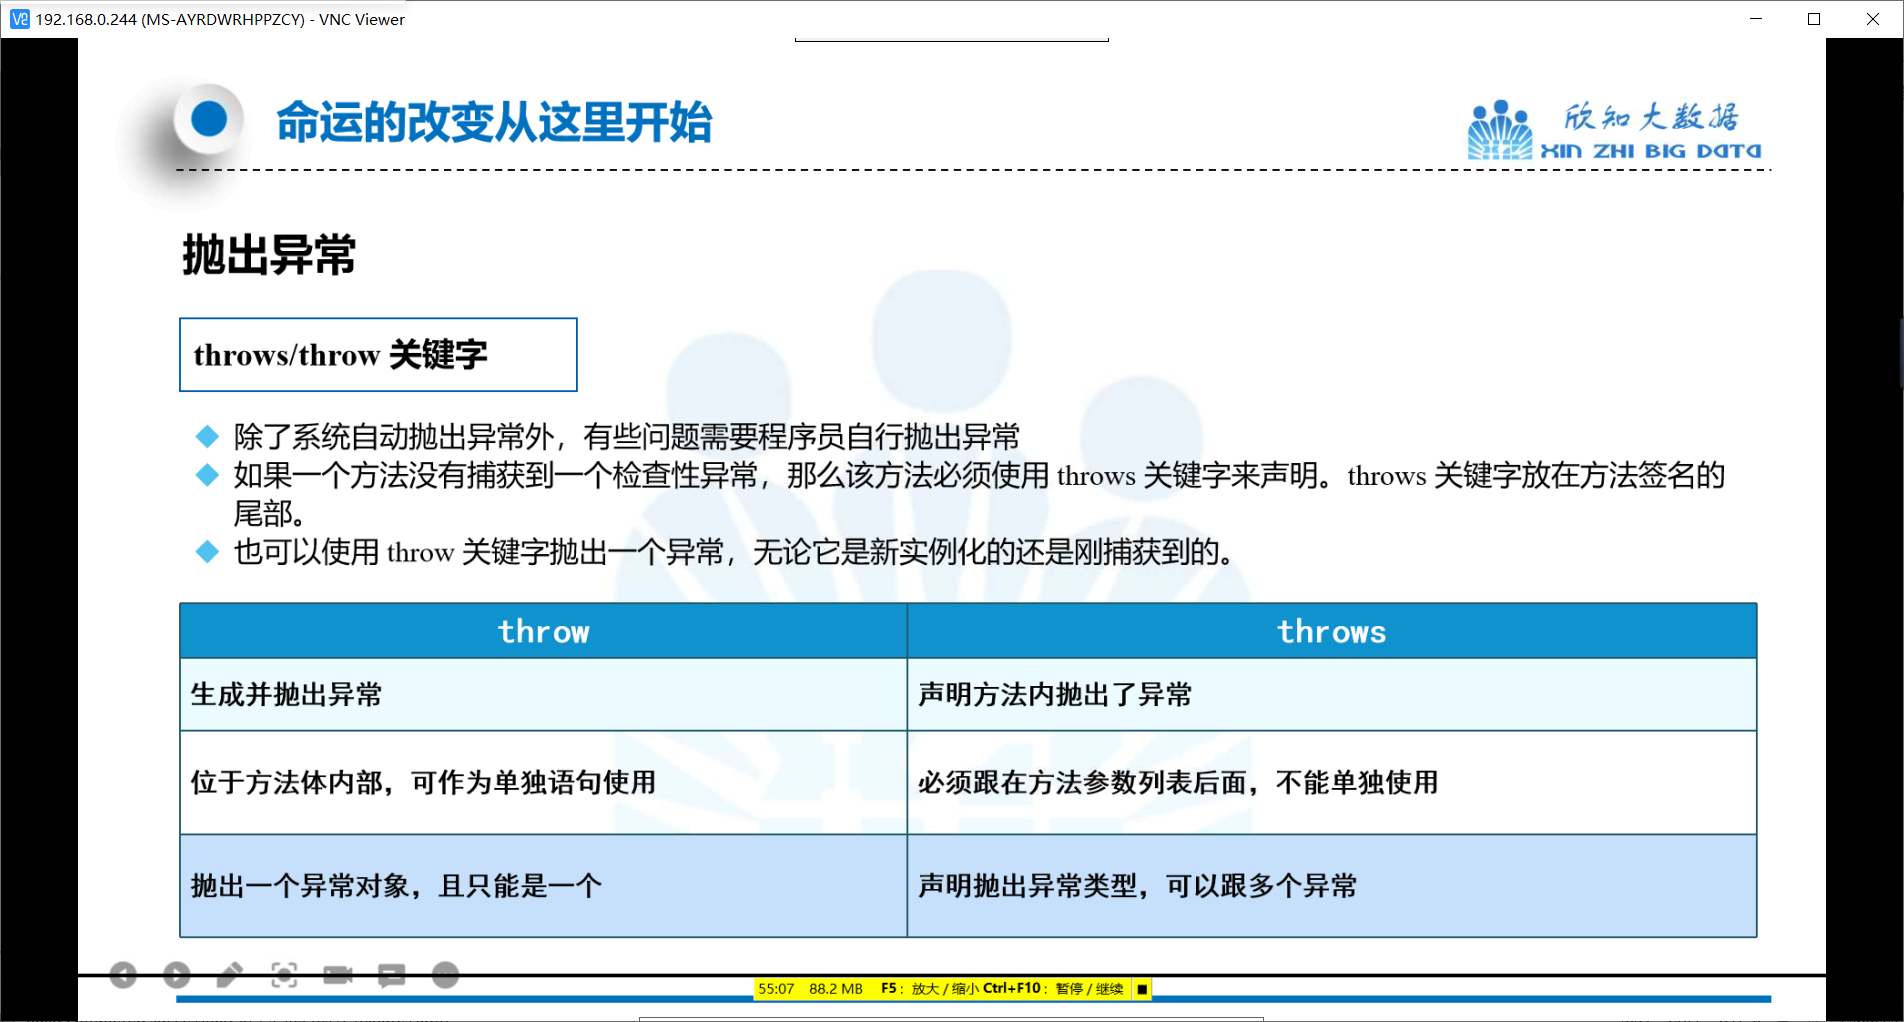 192.168.0.244 (MS-AYRDWRHPPZCY) - VNC Viewer
命运的改变从这里开始
欣知大数据
XIN ZHI BIG DATA
抛出异常
throws/throw 关键字
除了系统自动抛出异常外，有些问题需要程序员自行抛出异常
如果一个方法没有捕获到一个检查性异常，那么该方法必须使用 throws 关键字来声明。throws 关键字放在方法签名的
尾部。
也可以使用 throw 关键字抛出一个异常，无论它是新实例化的还是刚捕获到的。
throw throws
生成并抛出异常 声明方法内抛出了异常
位于方法体内部，可作为单独语句使用 必须跟在方法参数列表后面，不能单独使用
抛出一个异常对象，且只能是一个 声明抛出异常类型，可以跟多个异常
55:07 88.2 MB F5：放大 / 缩小 Ctrl+F10：暂停 / 继续